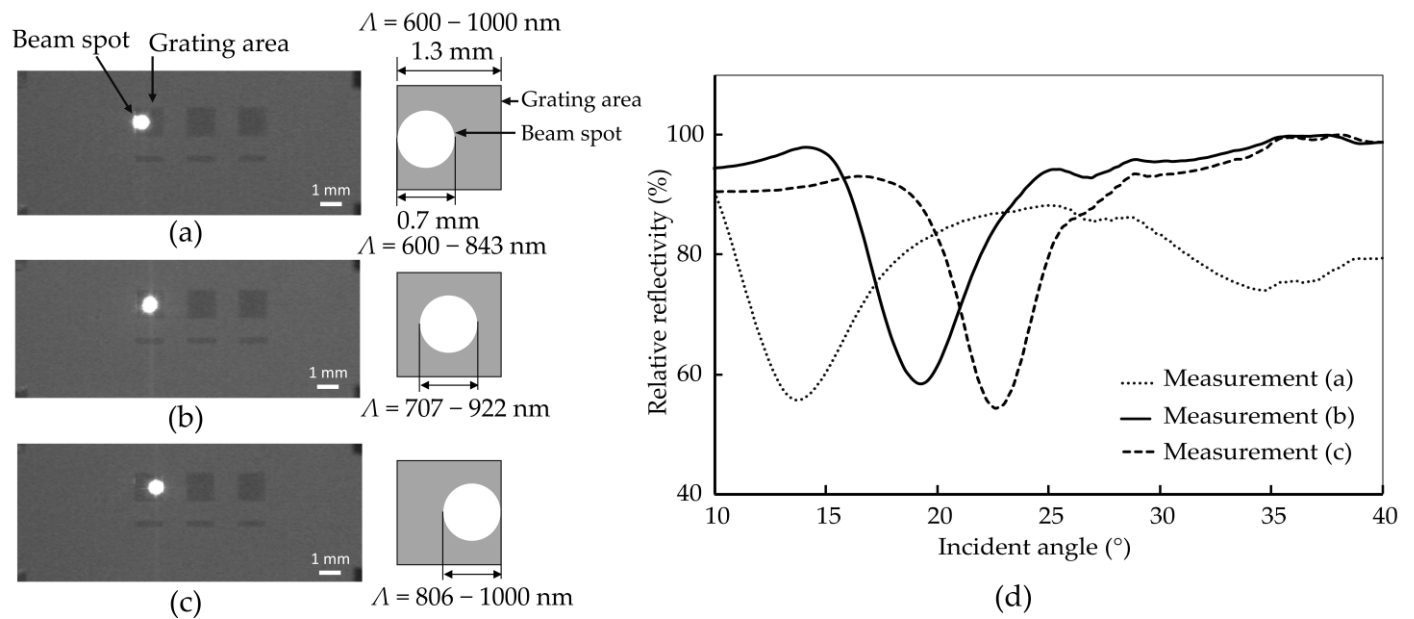 Λ = 600 − 1000 nm
1.3 mm
Beam spot
Grating area
Grating area
Beam spot
1 mm
(a)
0.7 mm
Λ = 600 − 843 nm
1 mm
(b)
Λ = 707 − 922 nm
1 mm
(c)
Λ = 806 − 1000 nm
Relative reflectivity (%)
100
80
60
40
10
15
20
25
30
35
40
Incident angle (°)
Measurement (a)
Measurement (b)
Measurement (c)
(d)